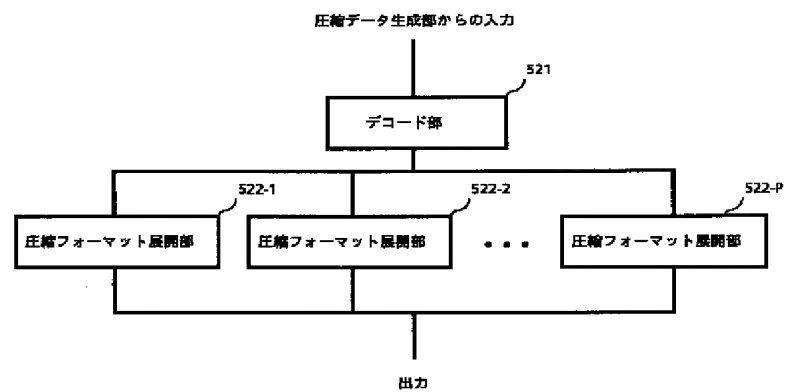 圧縮データ生成部からの入力
521
デコード部
522-1
522-2
522-P
圧縮フォーマット展開部
圧縮フォーマット展開部
• • •
圧縮フォーマット展開部
出力